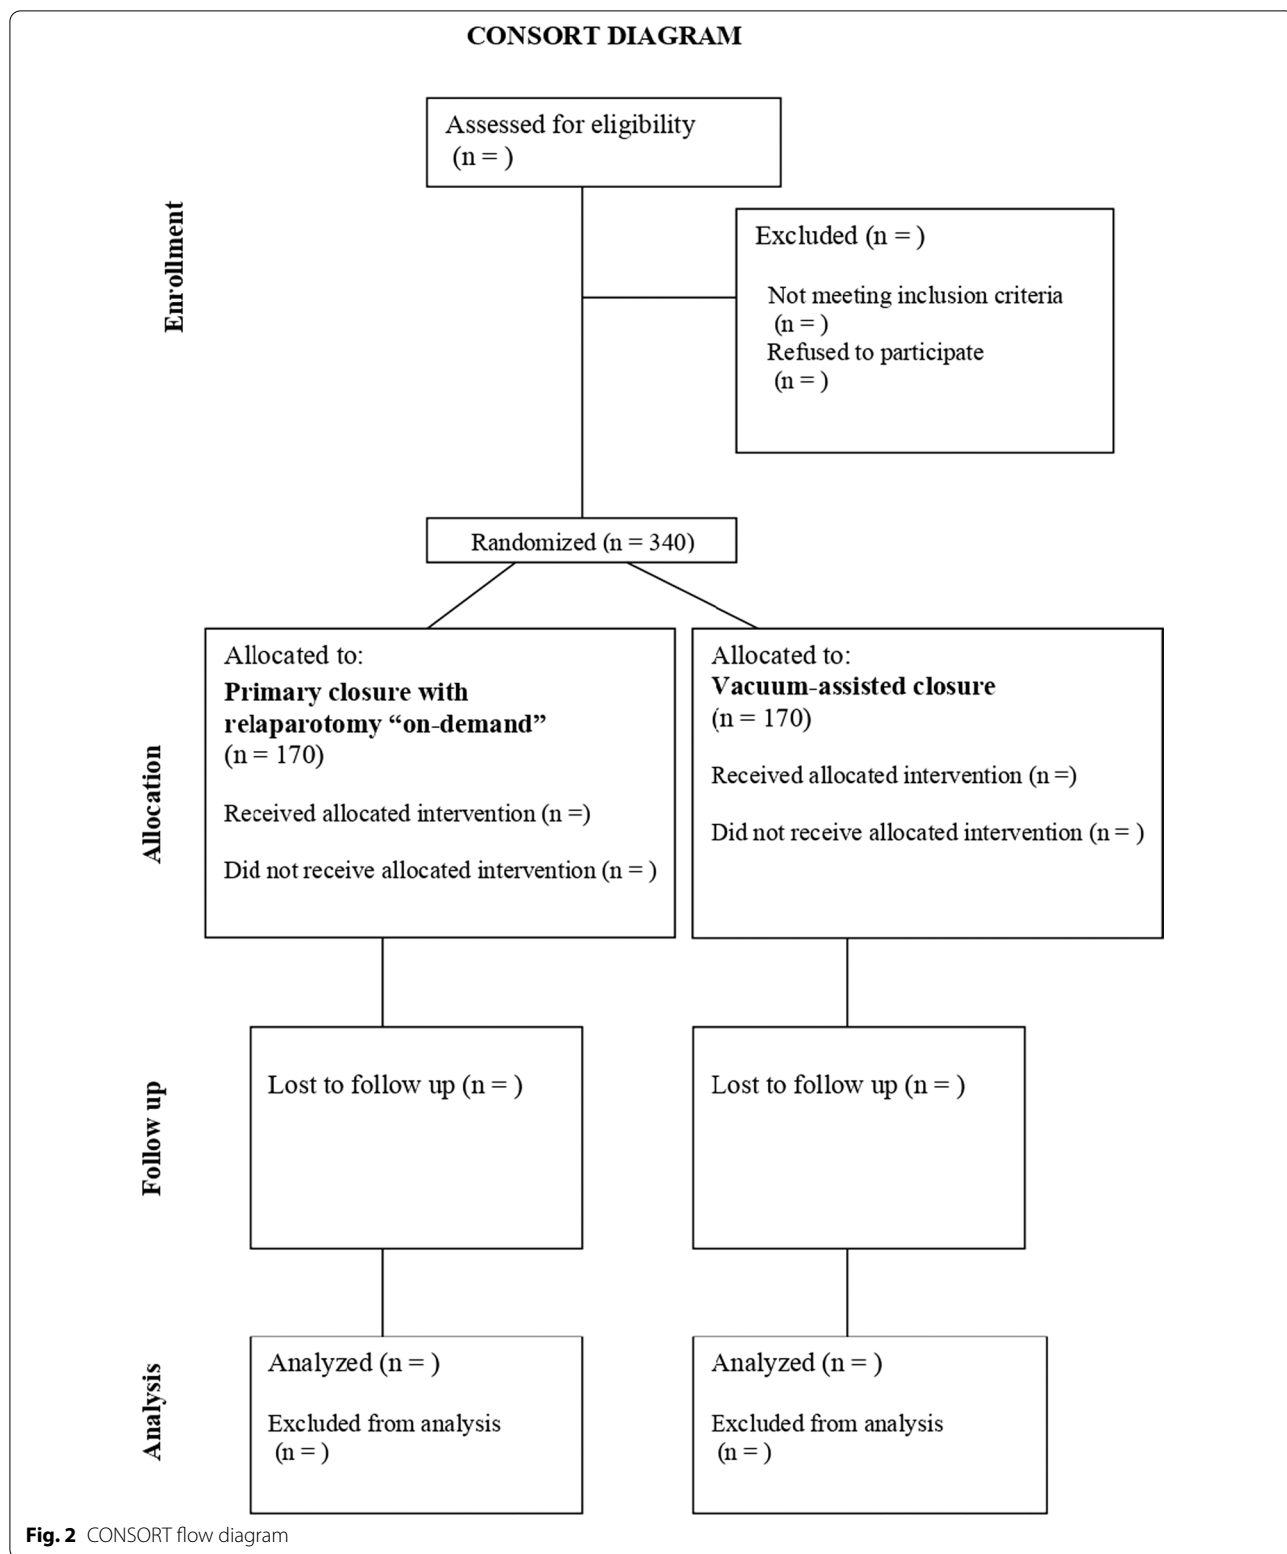 CONSORT DIAGRAM
Assessed for eligibility
(n = )
Enrollment
Excluded (n = )
Not meeting inclusion criteria
(n = )
Refused to participate
(n = )
Randomized (n = 340)
Allocation
Allocated to:
Primary closure with
relaparotomy “on-demand”
(n = 170)
Received allocated intervention (n =)
Did not receive allocated intervention (n = )
Allocated to:
Vacuum-assisted closure
(n = 170)
Received allocated intervention (n =)
Did not receive allocated intervention (n = )
Follow up
Lost to follow up (n = )
Lost to follow up (n = )
Analysis
Analyzed (n = )
Excluded from analysis
(n = )
Analyzed (n = )
Excluded from analysis
(n = )
Fig. 2 CONSORT flow diagram